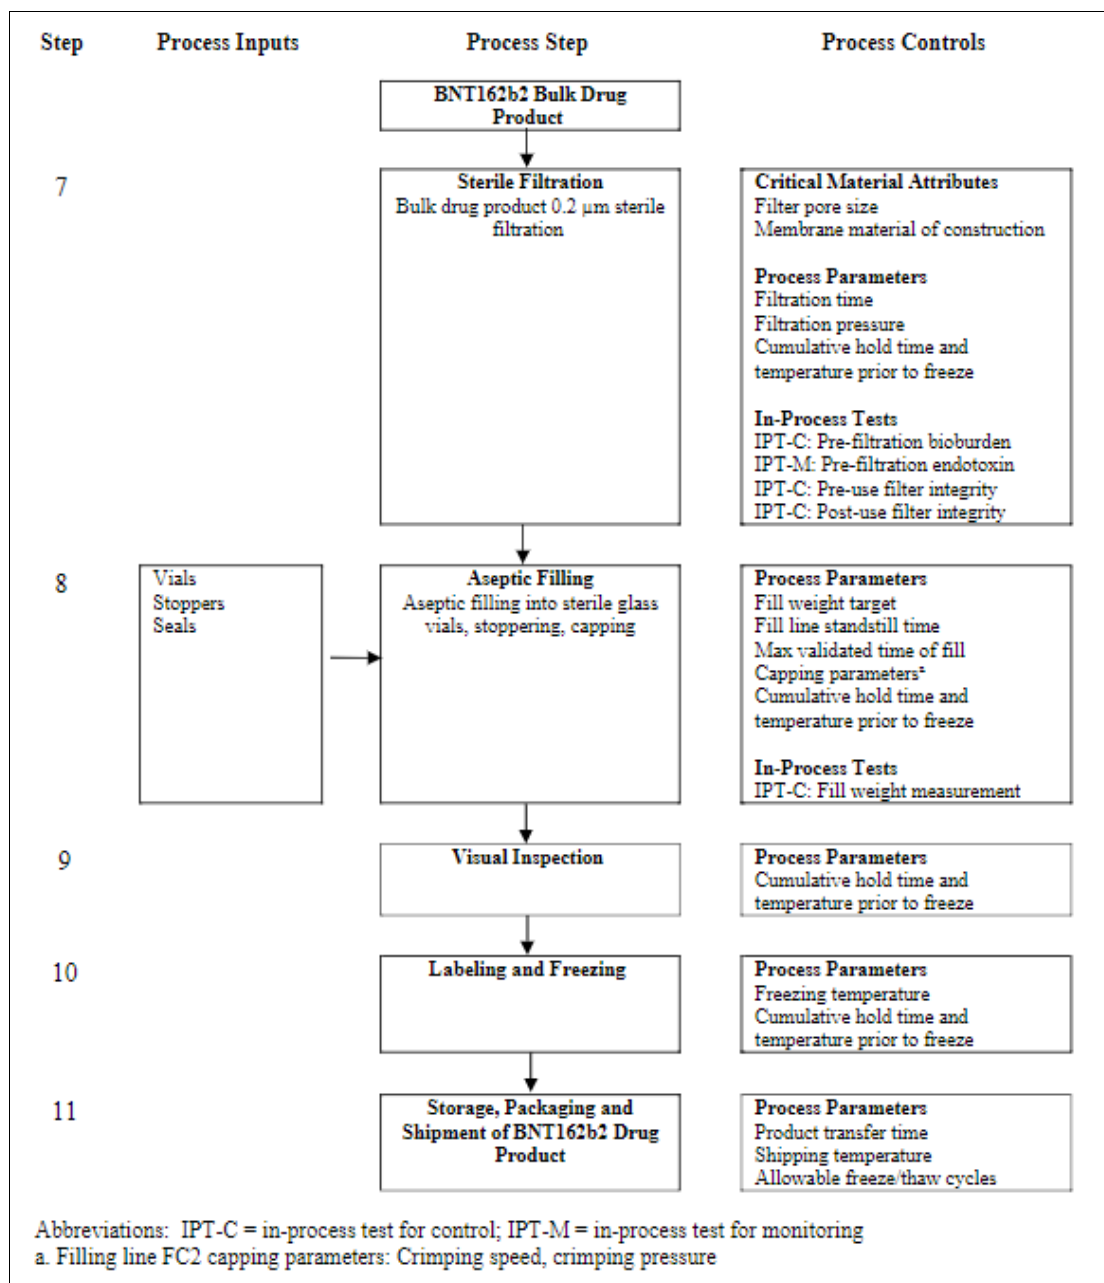 Step Process Inputs Process Step Process Controls
BNT162b2 Bulk Drug
Product
7
Sterile Filtration
Bulk drug product 0.2 µm sterile
filtration
Critical Material Attributes
Filter pore size
Membrane material of construction
Process Parameters
Filtration time
Filtration pressure
Cumulative hold time and
temperature prior to freeze
In-Process Tests
IPT-C: Pre-filtration bioburden
IPT-M: Pre-filtration endotoxin
IPT-C: Pre-use filter integrity
IPT-C: Post-use filter integrity
8
Vials
Stoppers
Seals
Aseptic Filling
Aseptic filling into sterile glass
vials, stoppering, capping
Process Parameters
Fill weight target
Fill line standstill time
Max validated time of fill
Capping parametersª
Cumulative hold time and
temperature prior to freeze
In-Process Tests
IPT-C: Fill weight measurement
9
Visual Inspection
Process Parameters
Cumulative hold time and
temperature prior to freeze
10
Labeling and Freezing
Process Parameters
Freezing temperature
Cumulative hold time and
temperature prior to freeze
11
Storage, Packaging and
Shipment of BNT162b2 Drug
Product
Process Parameters
Product transfer time
Shipping temperature
Allowable freeze/thaw cycles
Abbreviations: IPT-C = in-process test for control; IPT-M = in-process test for monitoring
a. Filling line FC2 capping parameters: Crimping speed, crimping pressure